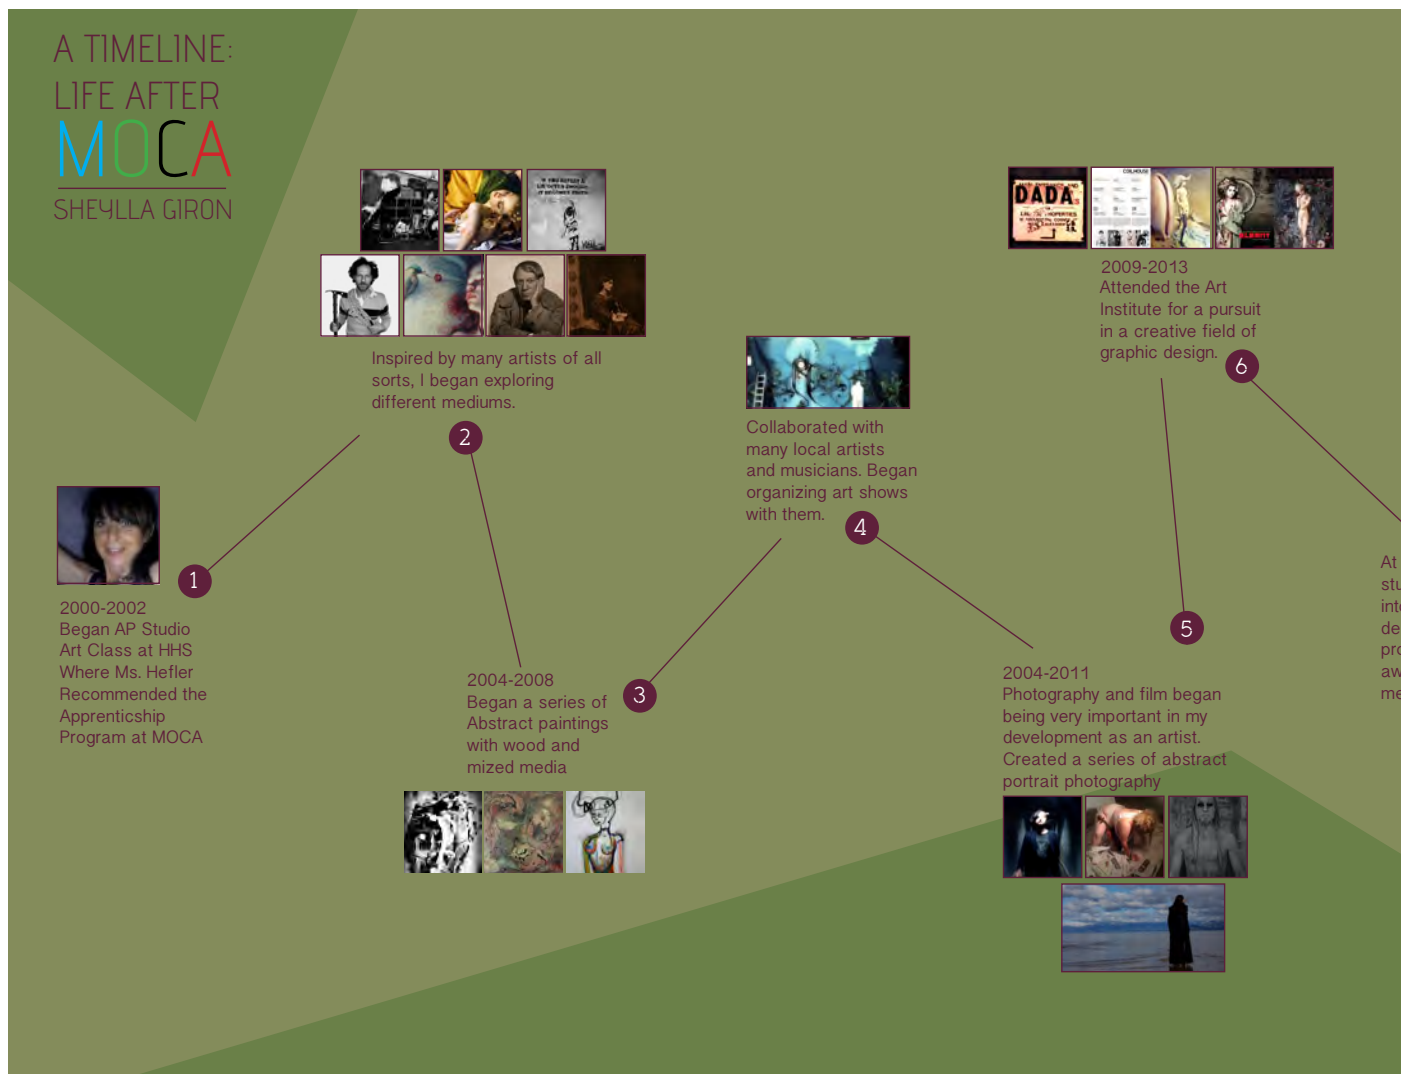 A TIMELINE:
LIFE AFTER
MOCA
SHEYLLA GIRON
1
2000-2002
Began AP Studio
Art Class at HHS
Where Ms. Hefler
Recommended the
Apprenticship
Program at MOCA
Inspired by many artists of all
sorts, I began exploring
different mediums.
2
2004-2008
Began a series of
Abstract paintings
with wood and
mized media
3
Collaborated with
many local artists
and musicians. Began
organizing art shows
with them.
4
2004-2011
Photography and film began
being very important in my
development as an artist.
Created a series of abstract
portrait photography
5
DADA
COILHOUSE
2009-2013
Attended the Art
Institute for a pursuit
in a creative field of
graphic design.
6
At